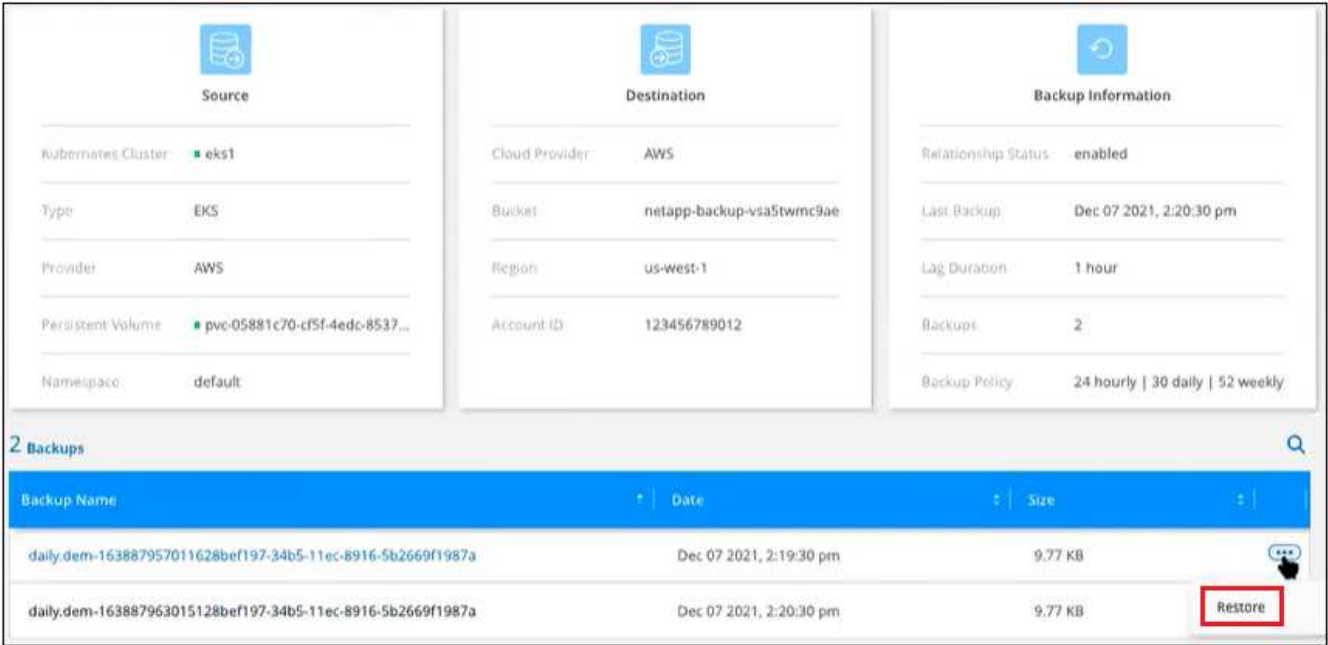 Source
Kubernetes Cluster eks1
Type EKS
Provider AWS
Persistent Volume pvc-05881c70-cf5f-4edc-8537...
Namespace default
Destination
Cloud Provider AWS
Bucket netapp-backup-vsa5twmc9ae
Region us-west-1
Account ID 123456789012
Backup Information
Relationship Status enabled
Last Backup Dec 07 2021, 2:20:30 pm
Lag Duration 1 hour
Backups 2
Backup Policy 24 hourly | 30 daily | 52 weekly
2 Backups
Backup Name Date Size
daily.dem-163887957011628bef197-34b5-11ec-8916-5b2669f1987a Dec 07 2021, 2:19:30 pm 9.77 KB
daily.dem-163887963015128bef197-34b5-11ec-8916-5b2669f1987a Dec 07 2021, 2:20:30 pm 9.77 KB
Restore